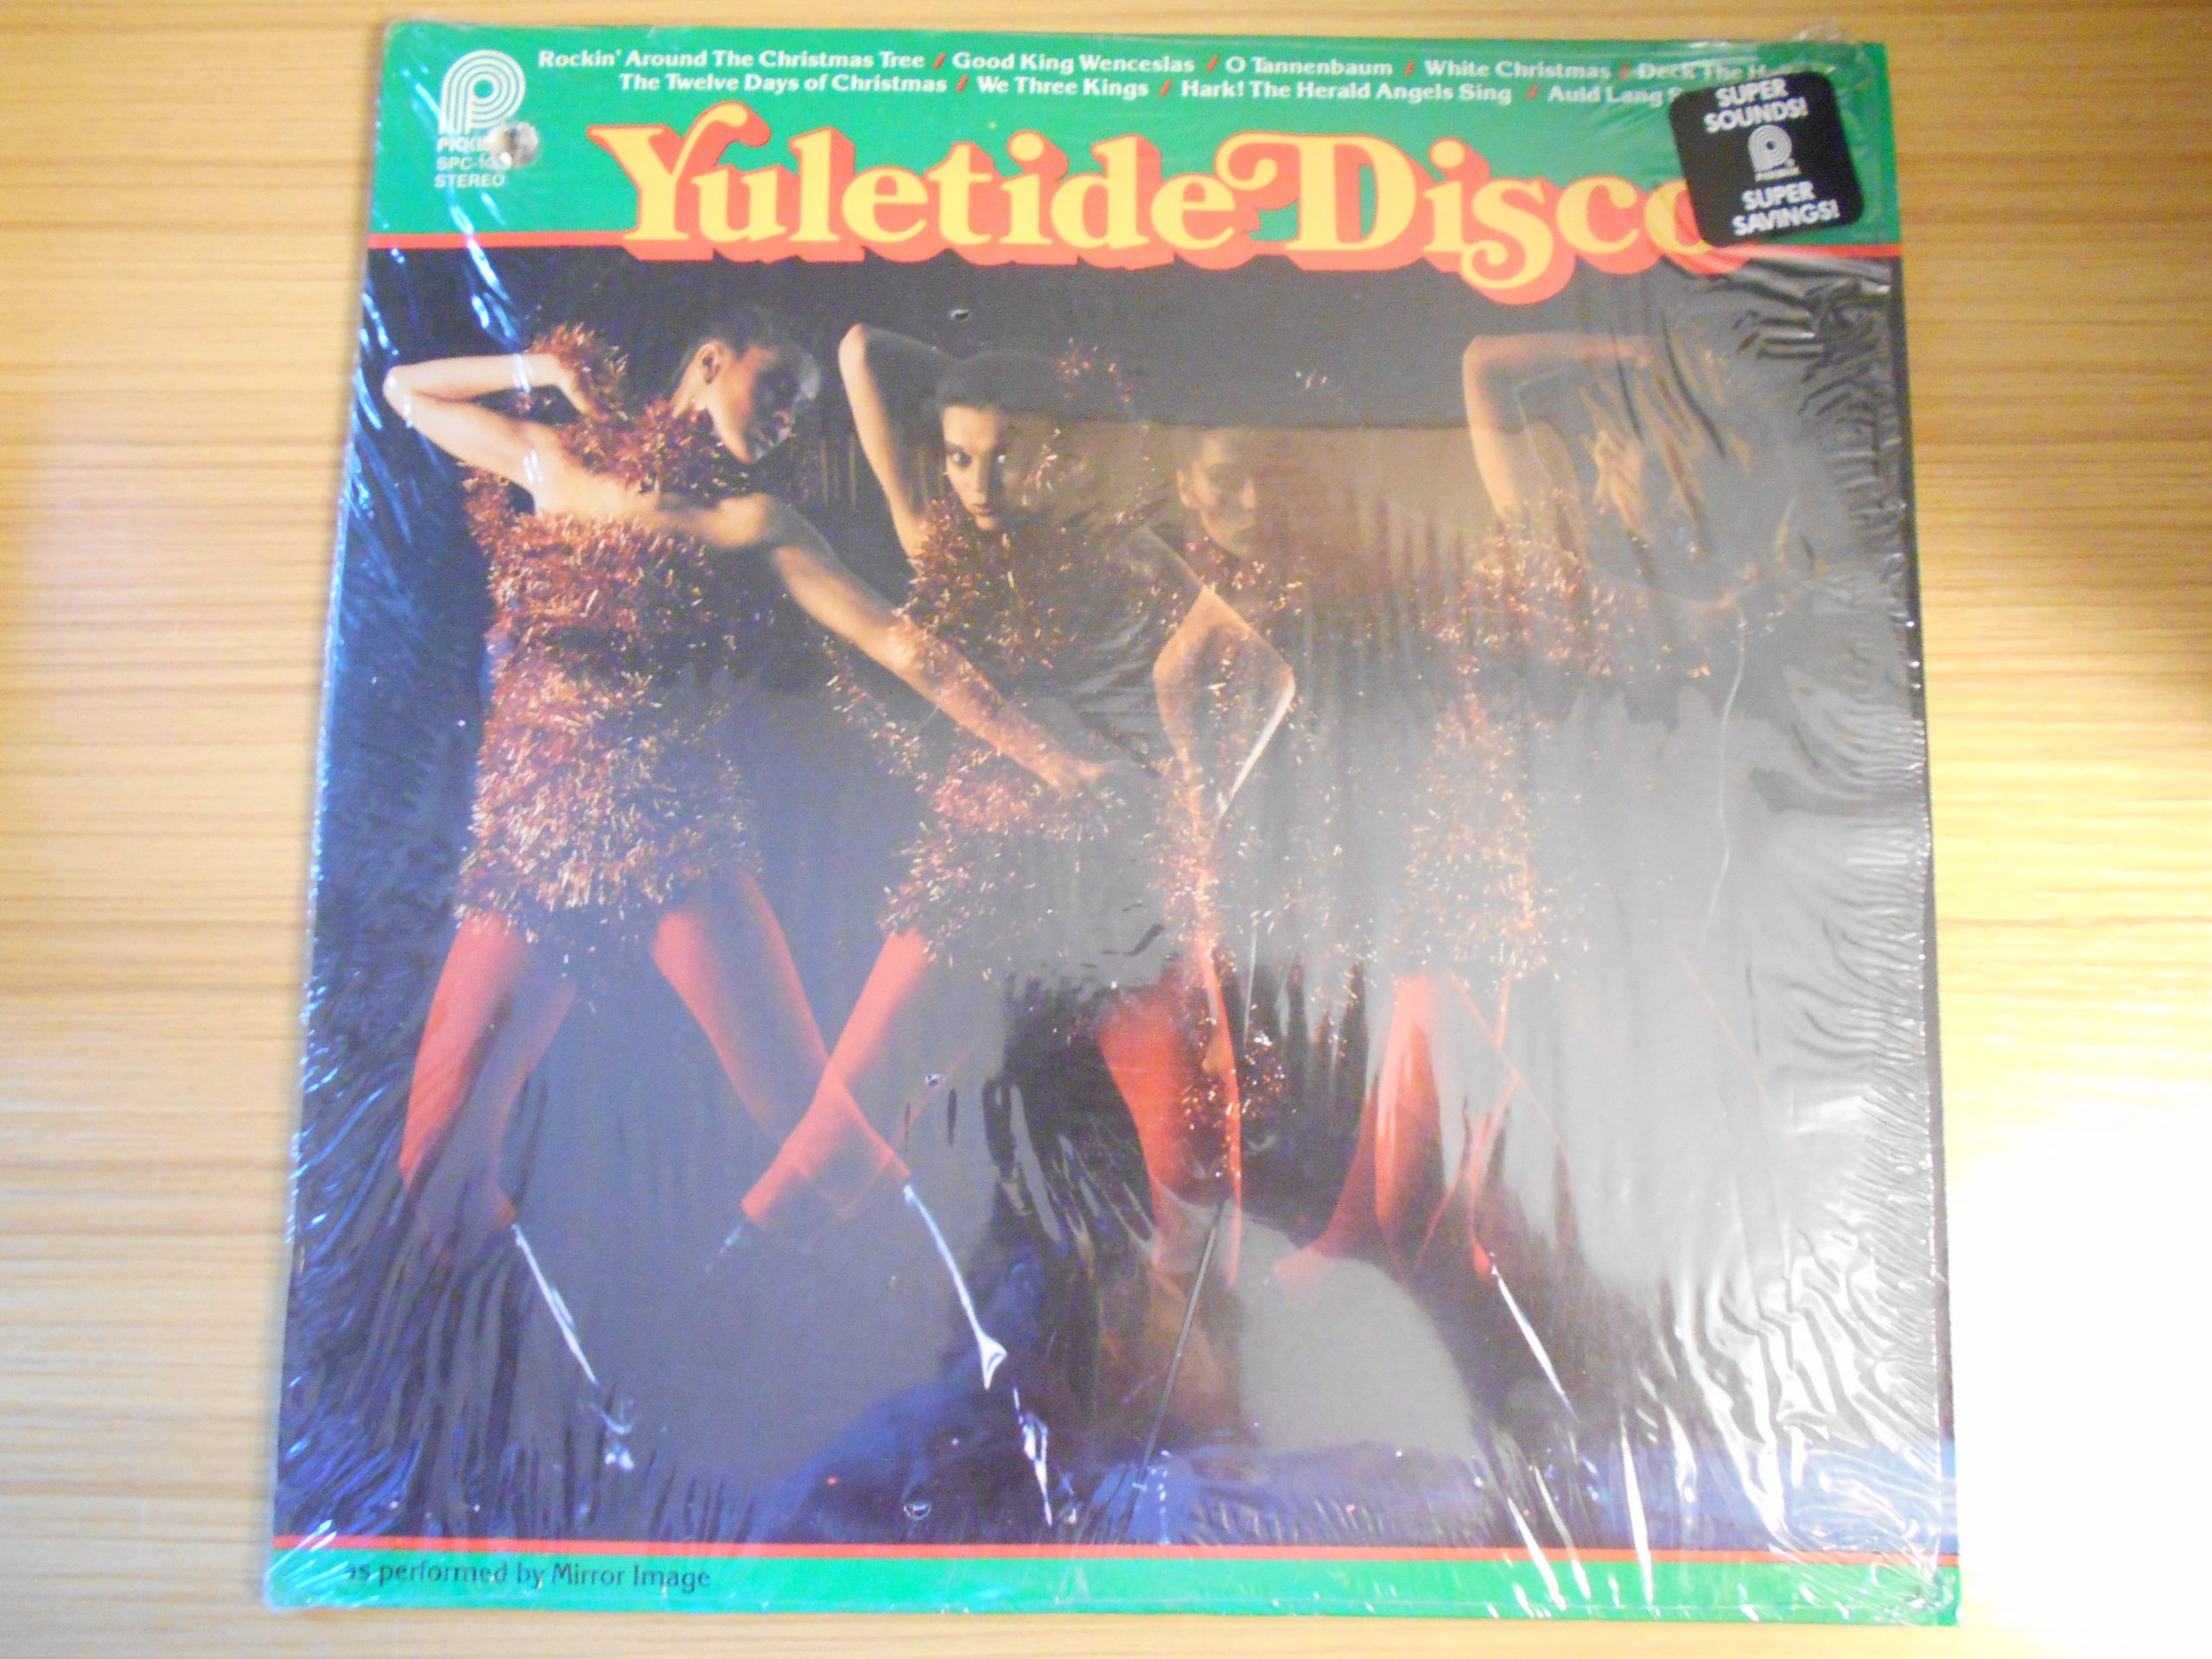 Rockin' Around The Christmas Tree / Good King Wenceslas / O Tannenbaum / White Christmas / Deck The
The Twelve Days of Christmas / We Three Kings / Hark! The Herald Angels Sing / Auld Lang
STEREO
Yuletide Disco
SUPER
SOUNDS!
SUPER
SAVINGS!
as performed by Mirror Image